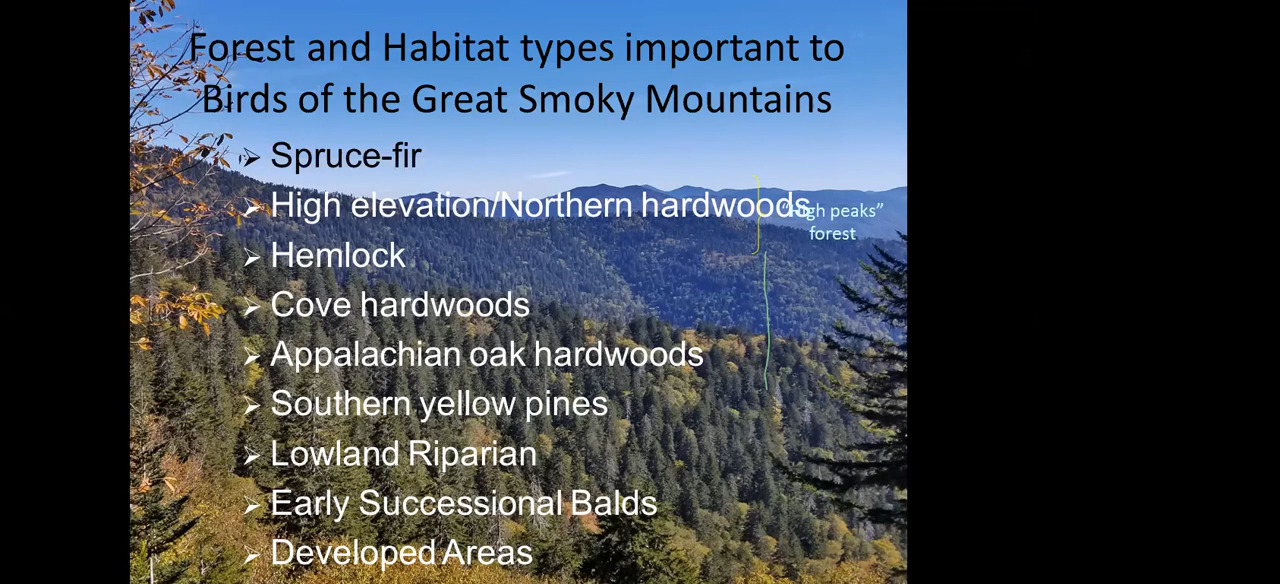 Forest and Habitat types important to
Birds of the Great Smoky Mountains
➢ Spruce-fir
➢ High elevation/Northern hardwoods
"High peaks"
forest
➢ Hemlock
➢ Cove hardwoods
➢ Appalachian oak hardwoods
➢ Southern yellow pines
➢ Lowland Riparian
➢ Early Successional Balds
➢ Developed Areas